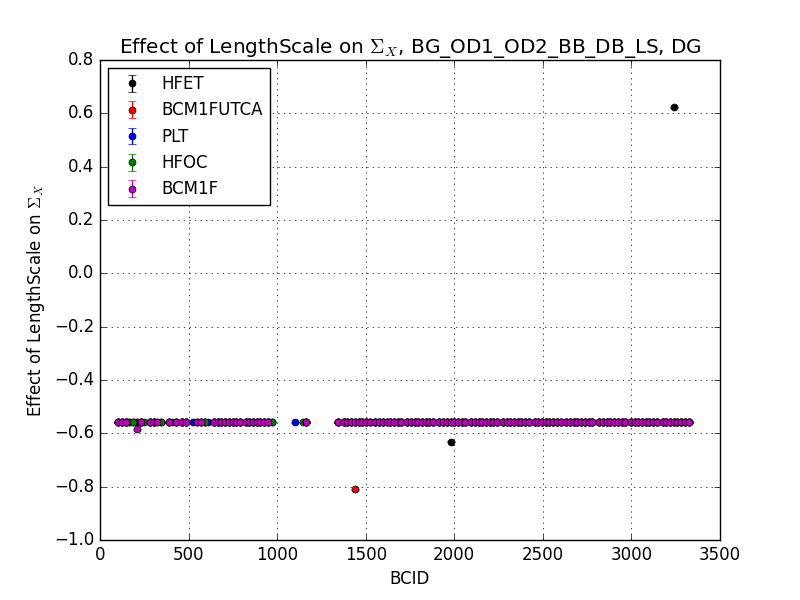 Effect of LengthScale on Σ_X, BG_OD1_OD2_BB_DB_LS, DG
HFET
BCM1FUTCA
PLT
HFOC
BCM1F
Effect of LengthScale on Σ_X
0.8
0.6
0.4
0.2
0.0
−0.2
−0.4
−0.6
−0.8
−1.0
0 500 1000 1500 2000 2500 3000 3500
BCID